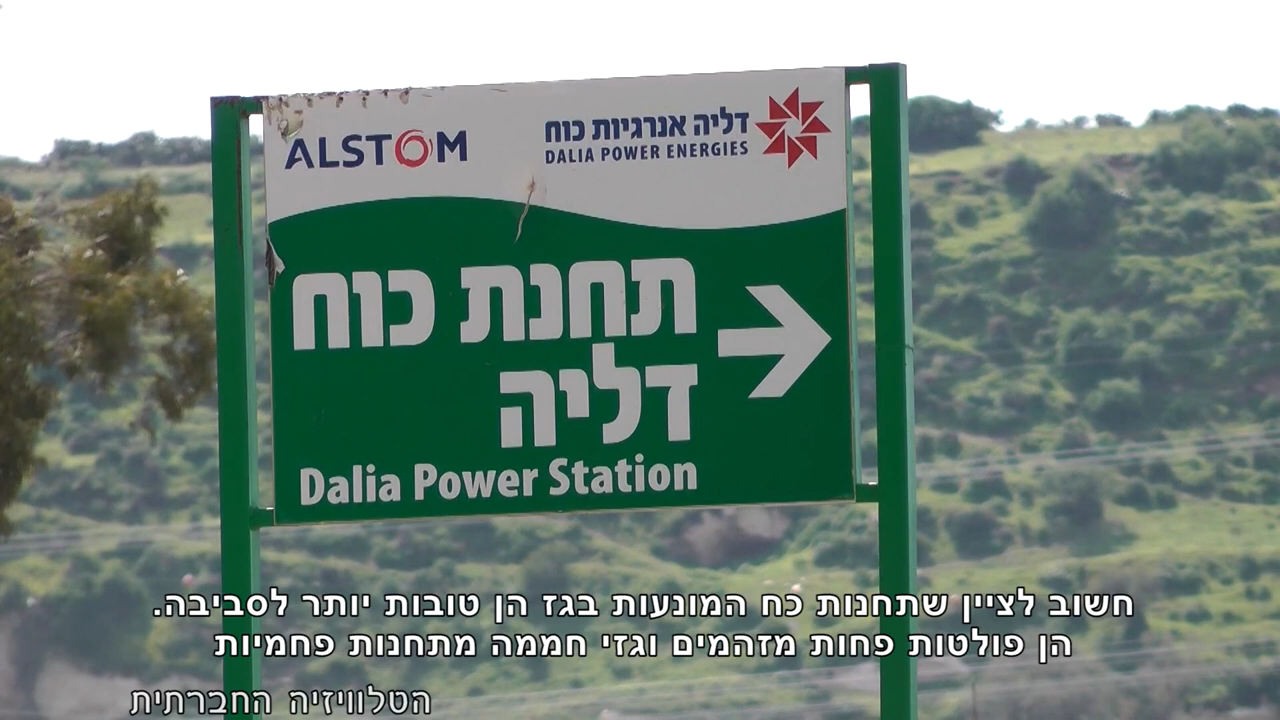 ALSTOM
דליה אנרגיות כוח
DALIA POWER ENERGIES
תחנת כוח
דליה
Dalia Power Station
חשוב לציין שתחנות כח המונעות בגז הן טובות יותר לסביבה.
הן פולטות פחות מזהמים וגזי חממה מתחנות פחמיות
הטלוויזיה החברתית